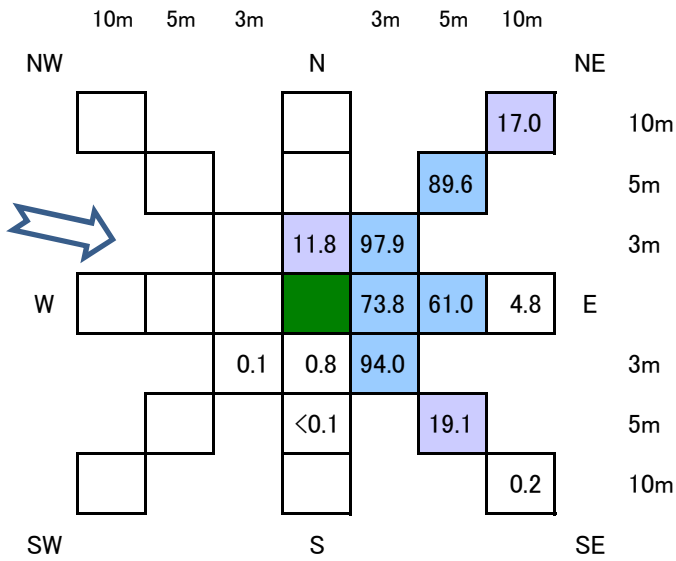 10m 5m 3m 3m 5m 10m
NW N NE
17.0 10m
89.6 5m
11.8 97.9 3m
W 73.8 61.0 4.8 E
0.1 0.8 94.0 3m
<0.1 19.1 5m
0.2 10m
SW S SE